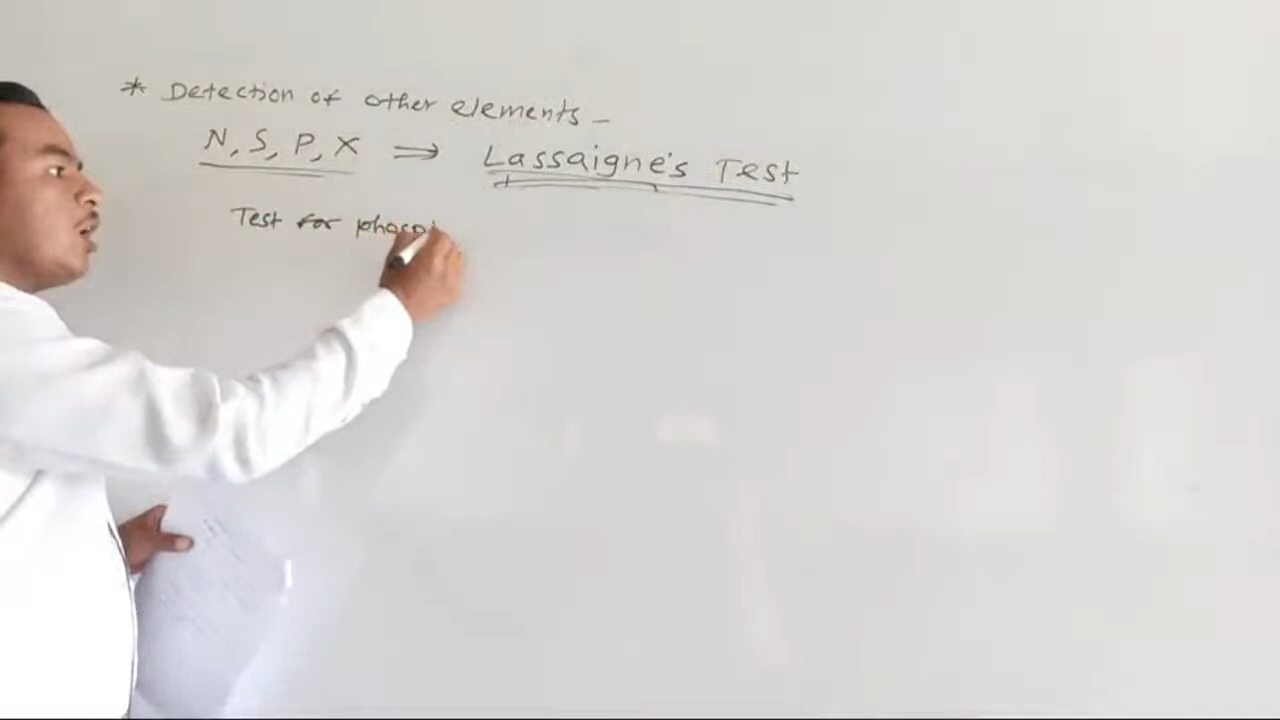 * Detection of other elements -
N, S, P, X ⇒ Lassaigne's Test
Test for